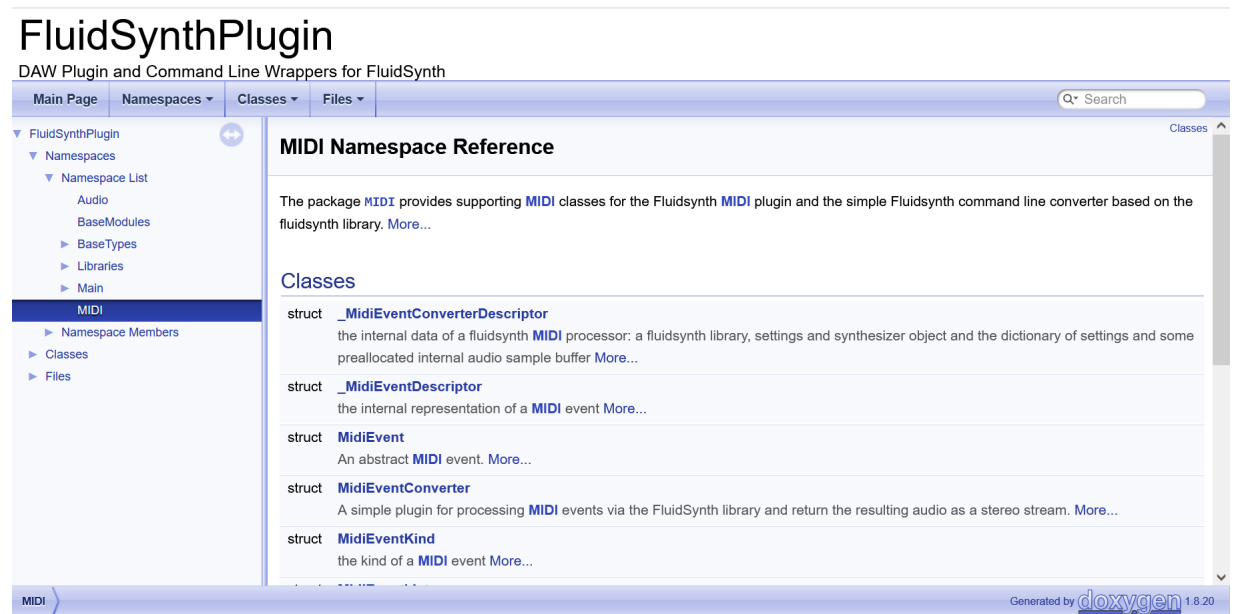 FluidSynthPlugin
DAW Plugin and Command Line Wrappers for FluidSynth
Main Page Namespaces Classes Files Search
FluidSynthPlugin
Namespaces
Namespace List
Audio
BaseModules
BaseTypes
Libraries
Main
MIDI
Namespace Members
Classes
Files
Classes
MIDI Namespace Reference
The package MIDI provides supporting MIDI classes for the Fluidsynth MIDI plugin and the simple Fluidsynth command line converter based on the
fluidsynth library. More...
Classes
struct _MidiEventConverterDescriptor
the internal data of a fluidsynth MIDI processor: a fluidsynth library, settings and synthesizer object and the dictionary of settings and some
preallocated internal audio sample buffer More...
struct _MidiEventDescriptor
the internal representation of a MIDI event More...
struct MidiEvent
An abstract MIDI event. More...
struct MidiEventConverter
A simple plugin for processing MIDI events via the FluidSynth library and return the resulting audio as a stereo stream. More...
struct MidiEventKind
the kind of a MIDI event More...
MIDI
Generated by doxygen 1.8.20